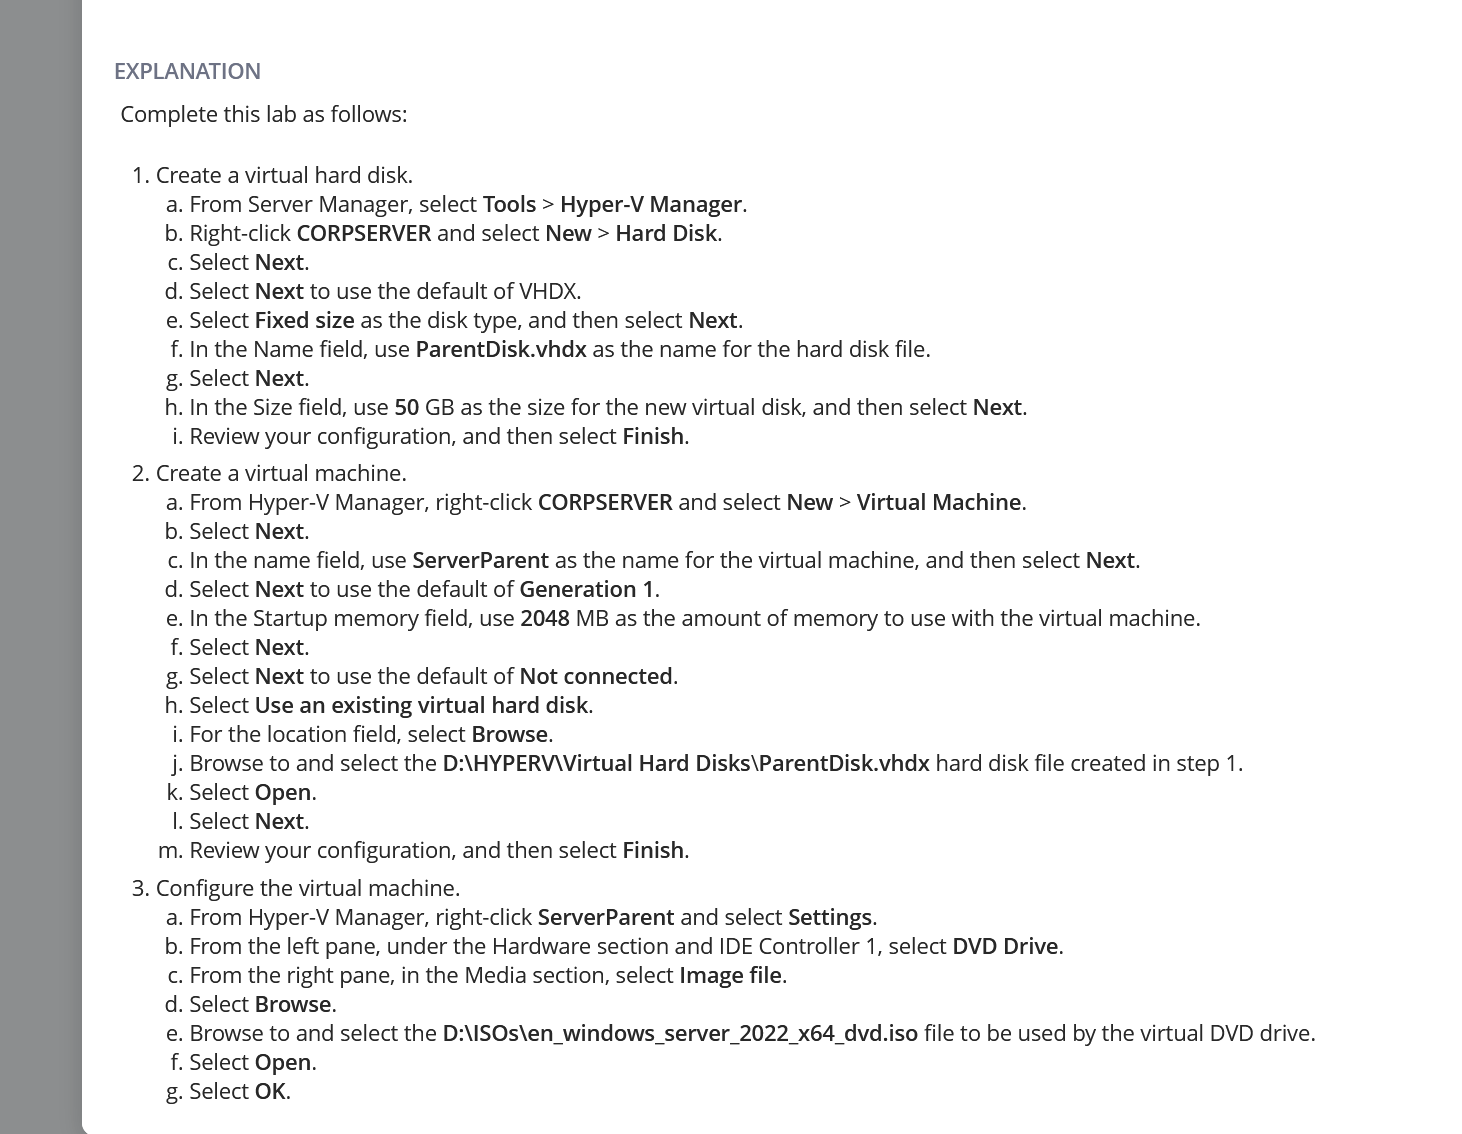 EXPLANATION
Complete this lab as follows:
1. Create a virtual hard disk.
a. From Server Manager, select Tools > Hyper-V Manager.
b. Right-click CORPSERVER and select New > Hard Disk.
c. Select Next.
d. Select Next to use the default of VHDX.
e. Select Fixed size as the disk type, and then select Next.
f. In the Name field, use ParentDisk.vhdx as the name for the hard disk file.
g. Select Next.
h. In the Size field, use 50 GB as the size for the new virtual disk, and then select Next.
i. Review your configuration, and then select Finish.
2. Create a virtual machine.
a. From Hyper-V Manager, right-click CORPSERVER and select New > Virtual Machine.
b. Select Next.
c. In the name field, use ServerParent as the name for the virtual machine, and then select Next.
d. Select Next to use the default of Generation 1.
e. In the Startup memory field, use 2048 MB as the amount of memory to use with the virtual machine.
f. Select Next.
g. Select Next to use the default of Not connected.
h. Select Use an existing virtual hard disk.
i. For the location field, select Browse.
j. Browse to and select the D:\HYPERV\Virtual Hard Disks\ParentDisk.vhdx hard disk file created in step 1.
k. Select Open.
l. Select Next.
m. Review your configuration, and then select Finish.
3. Configure the virtual machine.
a. From Hyper-V Manager, right-click ServerParent and select Settings.
b. From the left pane, under the Hardware section and IDE Controller 1, select DVD Drive.
c. From the right pane, in the Media section, select Image file.
d. Select Browse.
e. Browse to and select the D:\ISOs\en_windows_server_2022_x64_dvd.iso file to be used by the virtual DVD drive.
f. Select Open.
g. Select OK.